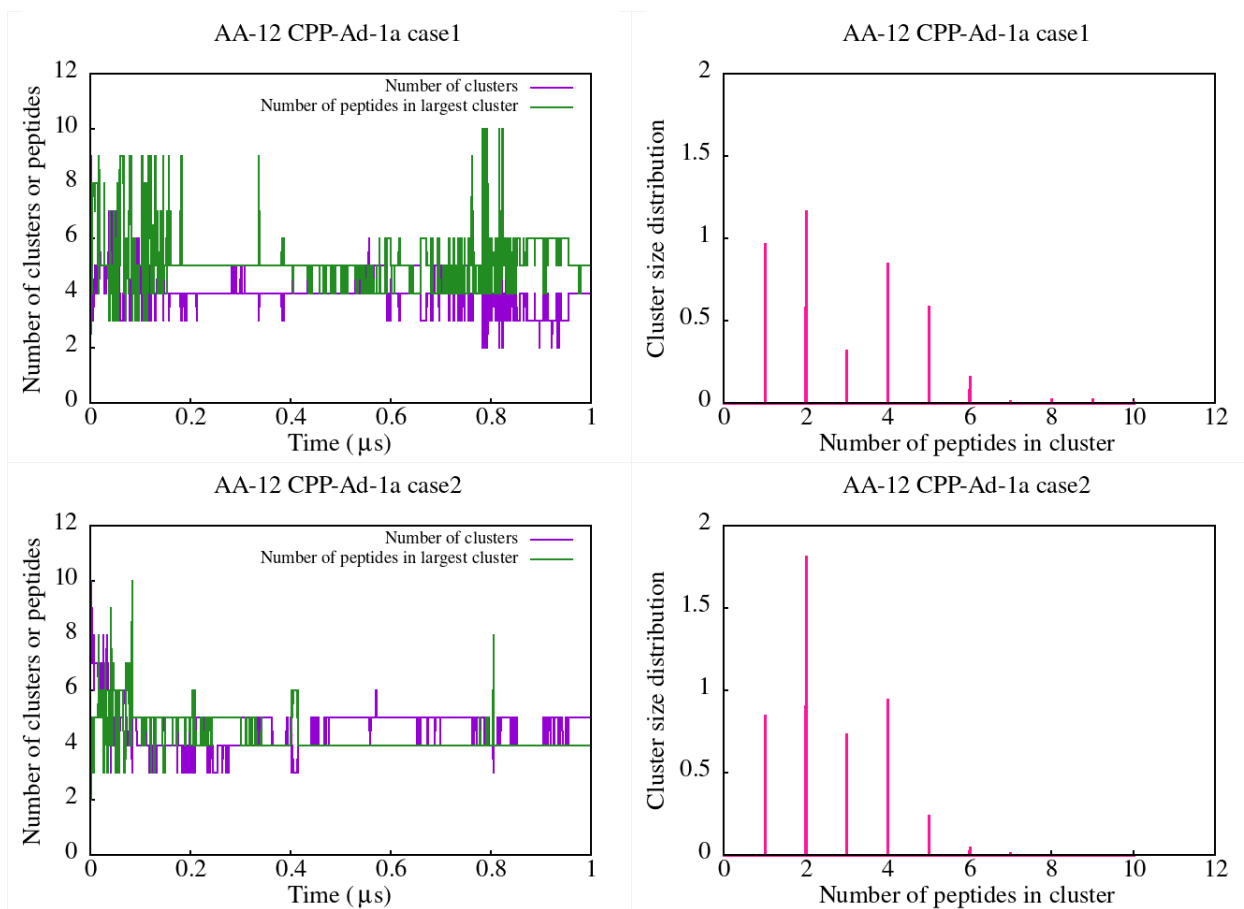 AA-12 CPP-Ad-1a case1
Number of clusters or peptides
12
10
8
6
4
2
0
Number of clusters
Number of peptides in largest cluster
0 0.2 0.4 0.6 0.8 1
Time (μs)
AA-12 CPP-Ad-1a case1
Cluster size distribution
2
1.5
1
0.5
0
0 2 4 6 8 10 12
Number of peptides in cluster
AA-12 CPP-Ad-1a case2
Number of clusters or peptides
12
10
8
6
4
2
0
Number of clusters
Number of peptides in largest cluster
0 0.2 0.4 0.6 0.8 1
Time (μs)
AA-12 CPP-Ad-1a case2
Cluster size distribution
2
1.5
1
0.5
0
0 2 4 6 8 10 12
Number of peptides in cluster